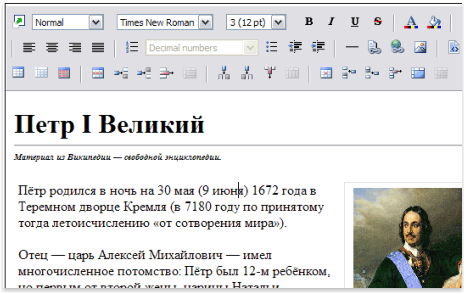 Normal Times New Roman 3 (12 pt) B I U S A
Decimal numbers
Петр I Великий
Материал из Википедии — свободной энциклопедии.
Пётр родился в ночь на 30 мая (9 июня) 1672 года в
Теремном дворце Кремля (в 7180 году по принятому
тогда летоисчислению «от сотворения мира»).
Отец — царь Алексей Михайлович — имел
многочисленное потомство: Пётр был 12-м ребёнком,
но первым от второй жены, царицы Натальи